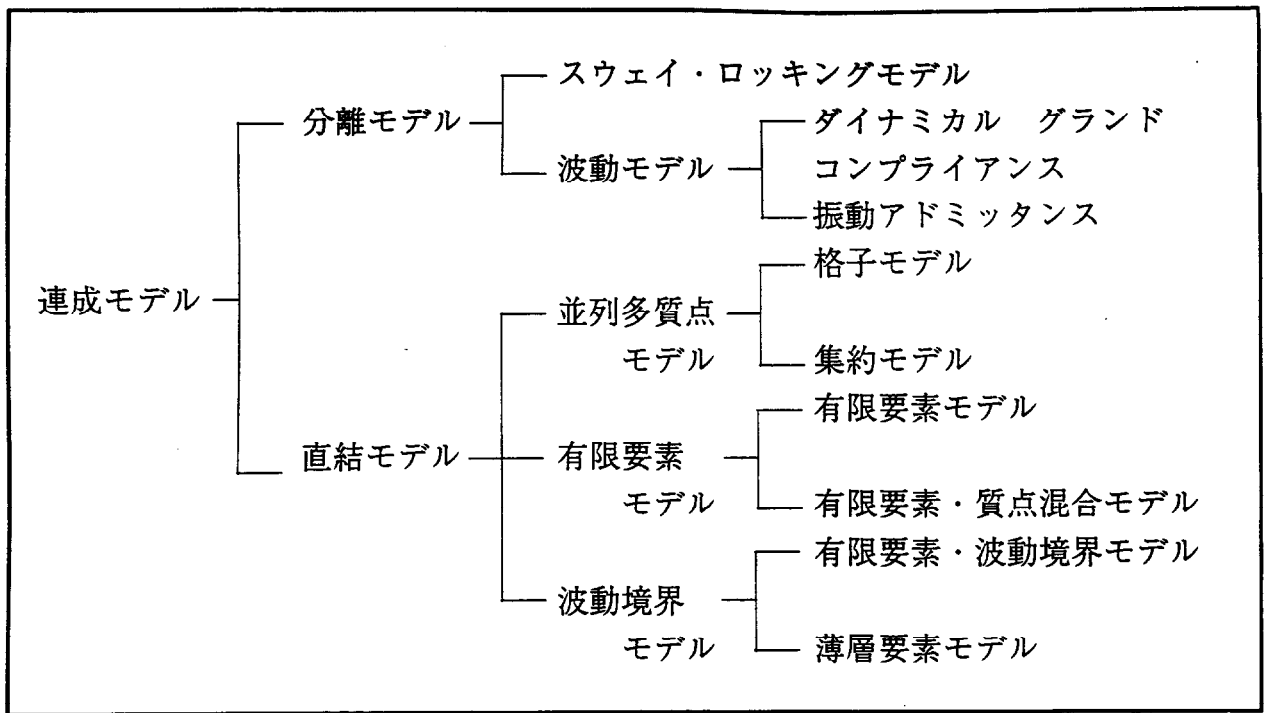 スウェイ・ロッキングモデル
分離モデル
ダイナミカル　グランド
波動モデル
コンプライアンス
振動アドミッタンス
格子モデル
連成モデル
並列多質点
モデル
集約モデル
有限要素モデル
直結モデル
有限要素
モデル
有限要素・質点混合モデル
有限要素・波動境界モデル
波動境界
モデル
薄層要素モデル